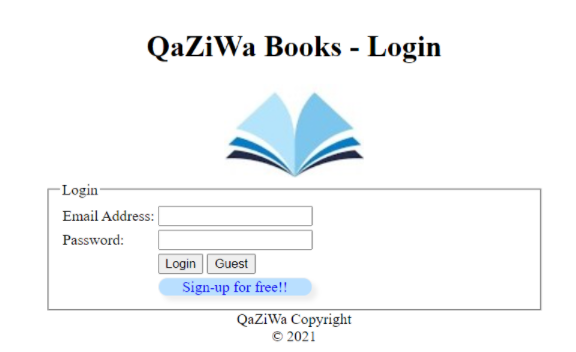 QaZiWa Books - Login
Login
Email Address:
Password:
Login Guest
Sign-up for free!!
QaZiWa Copyright
© 2021